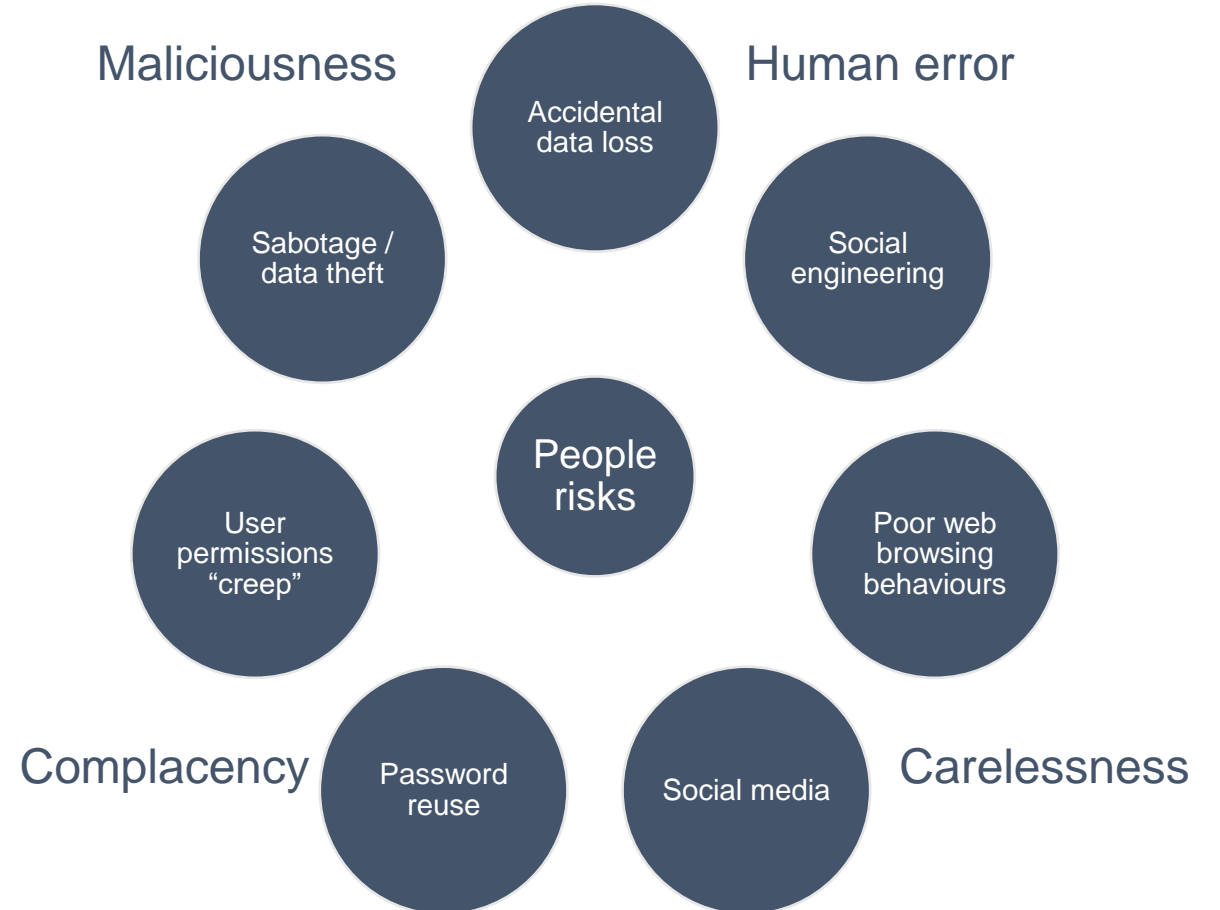 Maliciousness
Human error
Accidental
data loss
Sabotage /
data theft
Social
engineering
People
risks
User
permissions
“creep”
Poor web
browsing
behaviours
Complacency
Password
reuse
Social media
Carelessness